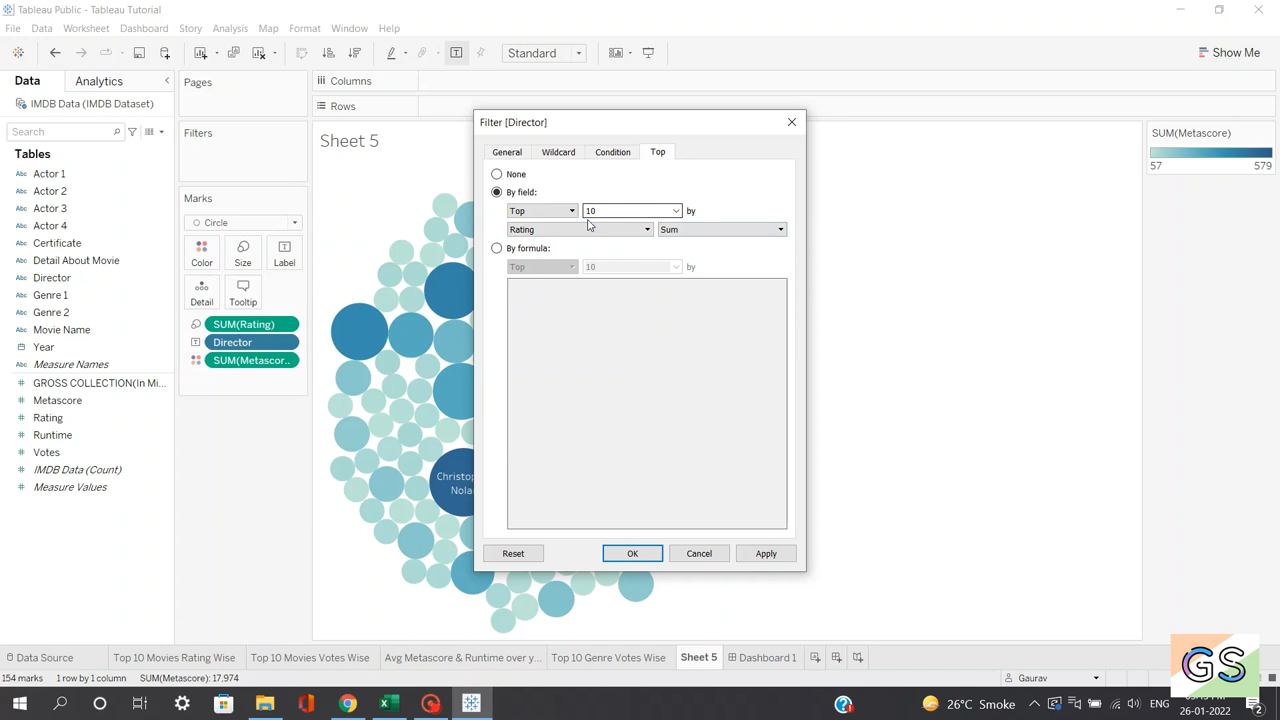 Tableau Public - Tableau Tutorial
File Data Worksheet Dashboard Story Analysis Map Format Window Help
Standard
Show Me
Data Analytics
Pages
Columns
IMDB Data (IMDB Dataset)
Rows
Search
Filters
Tables
Sheet 5
Actor 1
Actor 2
Actor 3
Actor 4
Certificate
Detail About Movie
Director
Genre 1
Genre 2
Movie Name
Year
Measure Names
GROSS COLLECTION(In Mi...
Metascore
Rating
Runtime
Votes
IMDB Data (Count)
Measure Values
Marks
Circle
Color Size Label
Detail Tooltip
SUM(Rating)
Director
SUM(Metascor..
Christop
Nol
Filter [Director]
General Wildcard Condition Top
None
By field:
Top 10 by
Rating Sum
By formula:
Top 10 by
Reset OK Cancel Apply
SUM(Metascore)
57 579
Data Source Top 10 Movies Rating Wise Top 10 Movies Votes Wise Avg Metascore & Runtime over y... Top 10 Genre Votes Wise Sheet 5 Dashboard 1
154 marks 1 row by 1 column SUM(Metascore): 17,974
Gaurav
GS
26°C Smoke
ENG
26-01-2022
2